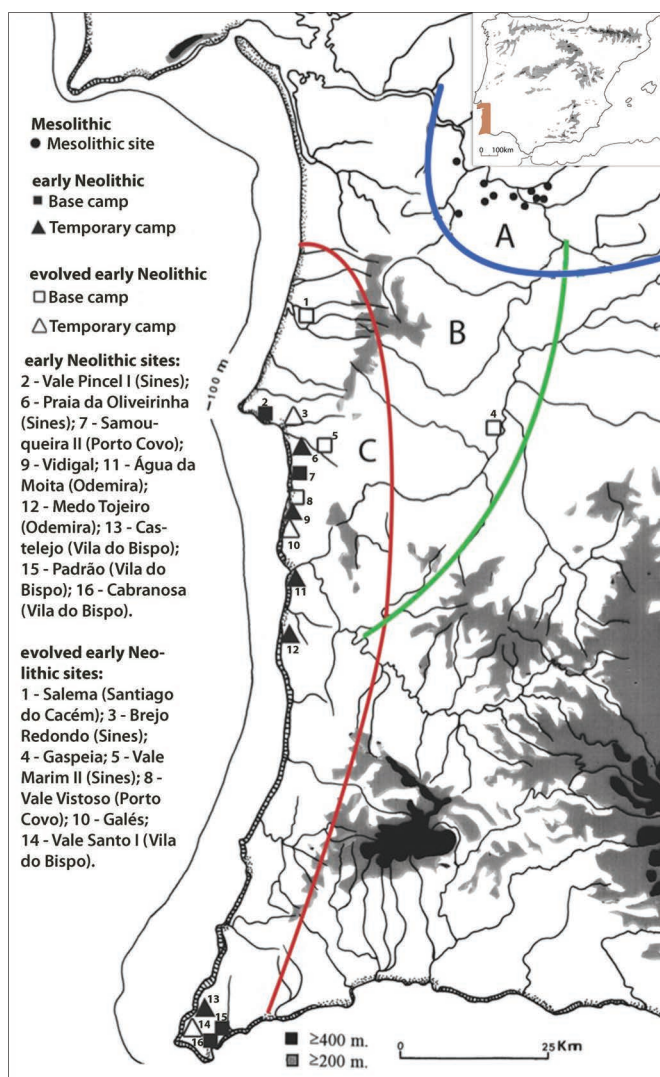 Mesolithic
Mesolithic site
early Neolithic
Base camp
Temporary camp
evolved early Neolithic
Base camp
Temporary camp
early Neolithic sites:
2 - Vale Pincel I (Sines);
6 - Praia da Oliveirinha
(Sines); 7 - Samou-
queira II (Porto Covo);
9 - Vidigal; 11 - Água da
Moita (Odemira);
12 - Medo Tojeiro
(Odemira); 13 - Cas-
telejo (Vila do Bispo);
15 - Padrão (Vila do
Bispo); 16 - Cabranosa
(Vila do Bispo).
evolved early Neo-
lithic sites:
1 - Salema (Santiago
do Cacém); 3 - Brejo
Redondo (Sines);
4 - Gaspeia; 5 - Vale
Marim II (Sines); 8 -
Vale Vistoso (Porto
Covo); 10 - Galés;
14 - Vale Santo I (Vila
do Bispo).
0 100km
A
B
C
–100 m
1
2
3
4
5
6
7
8
9
10
11
12
13
14
15
16
≥400 m.
≥200 m.
0 25Km